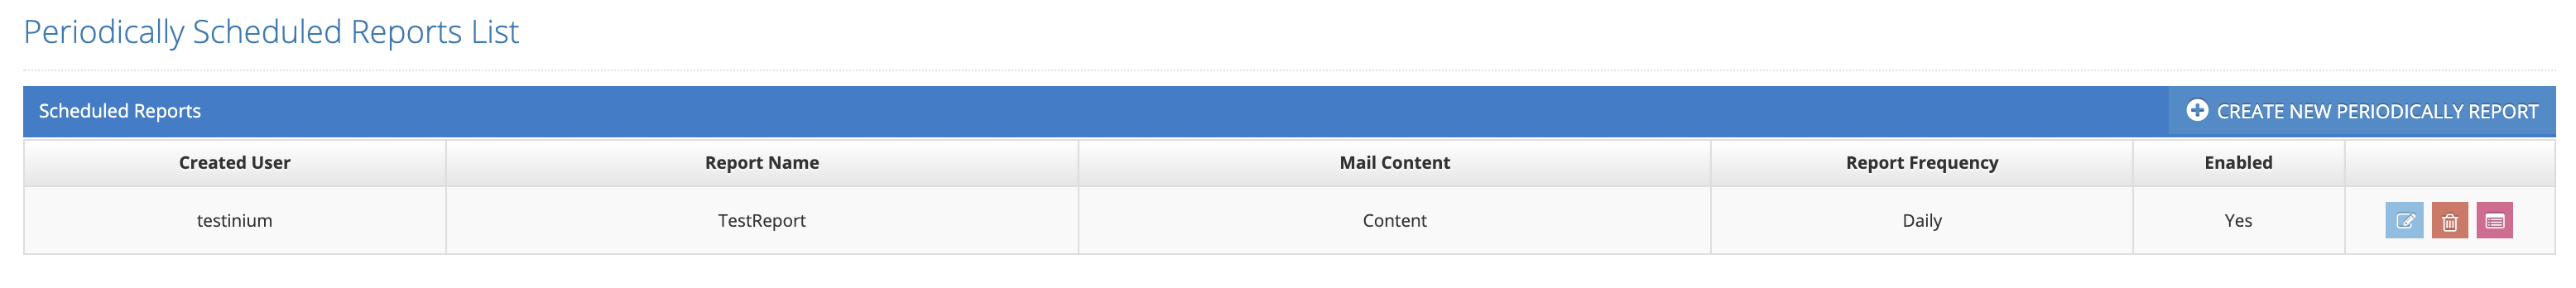 Periodically Scheduled Reports List
Scheduled Reports
CREATE NEW PERIODICALLY REPORT
Created User Report Name Mail Content Report Frequency Enabled
testinium TestReport Content Daily Yes